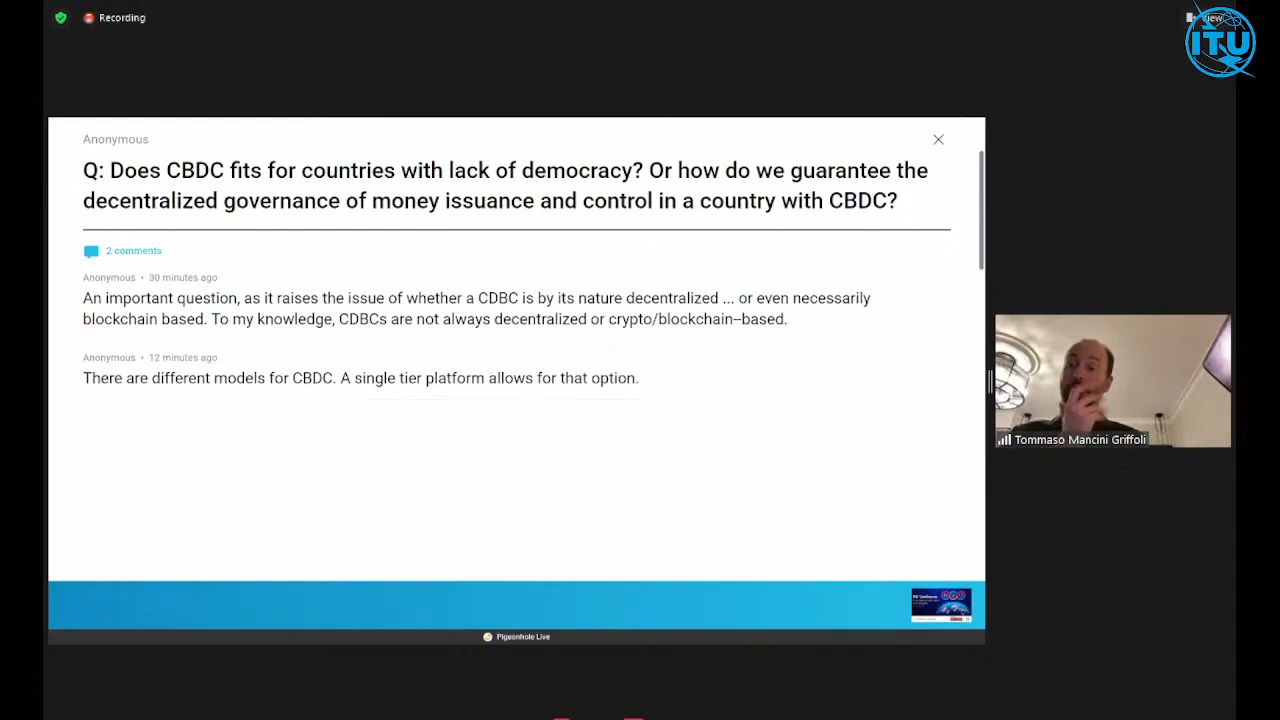 Recording
View
ITU
Anonymous
Q: Does CBDC fits for countries with lack of democracy? Or how do we guarantee the
decentralized governance of money issuance and control in a country with CBDC?
2 comments
Anonymous • 30 minutes ago
An important question, as it raises the issue of whether a CDBC is by its nature decentralized ... or even necessarily
blockchain based. To my knowledge, CDBCs are not always decentralized or crypto/blockchain--based.
Anonymous • 12 minutes ago
There are different models for CBDC. A single tier platform allows for that option.
Tommaso Mancini Griffoli
Pigeonhole Live